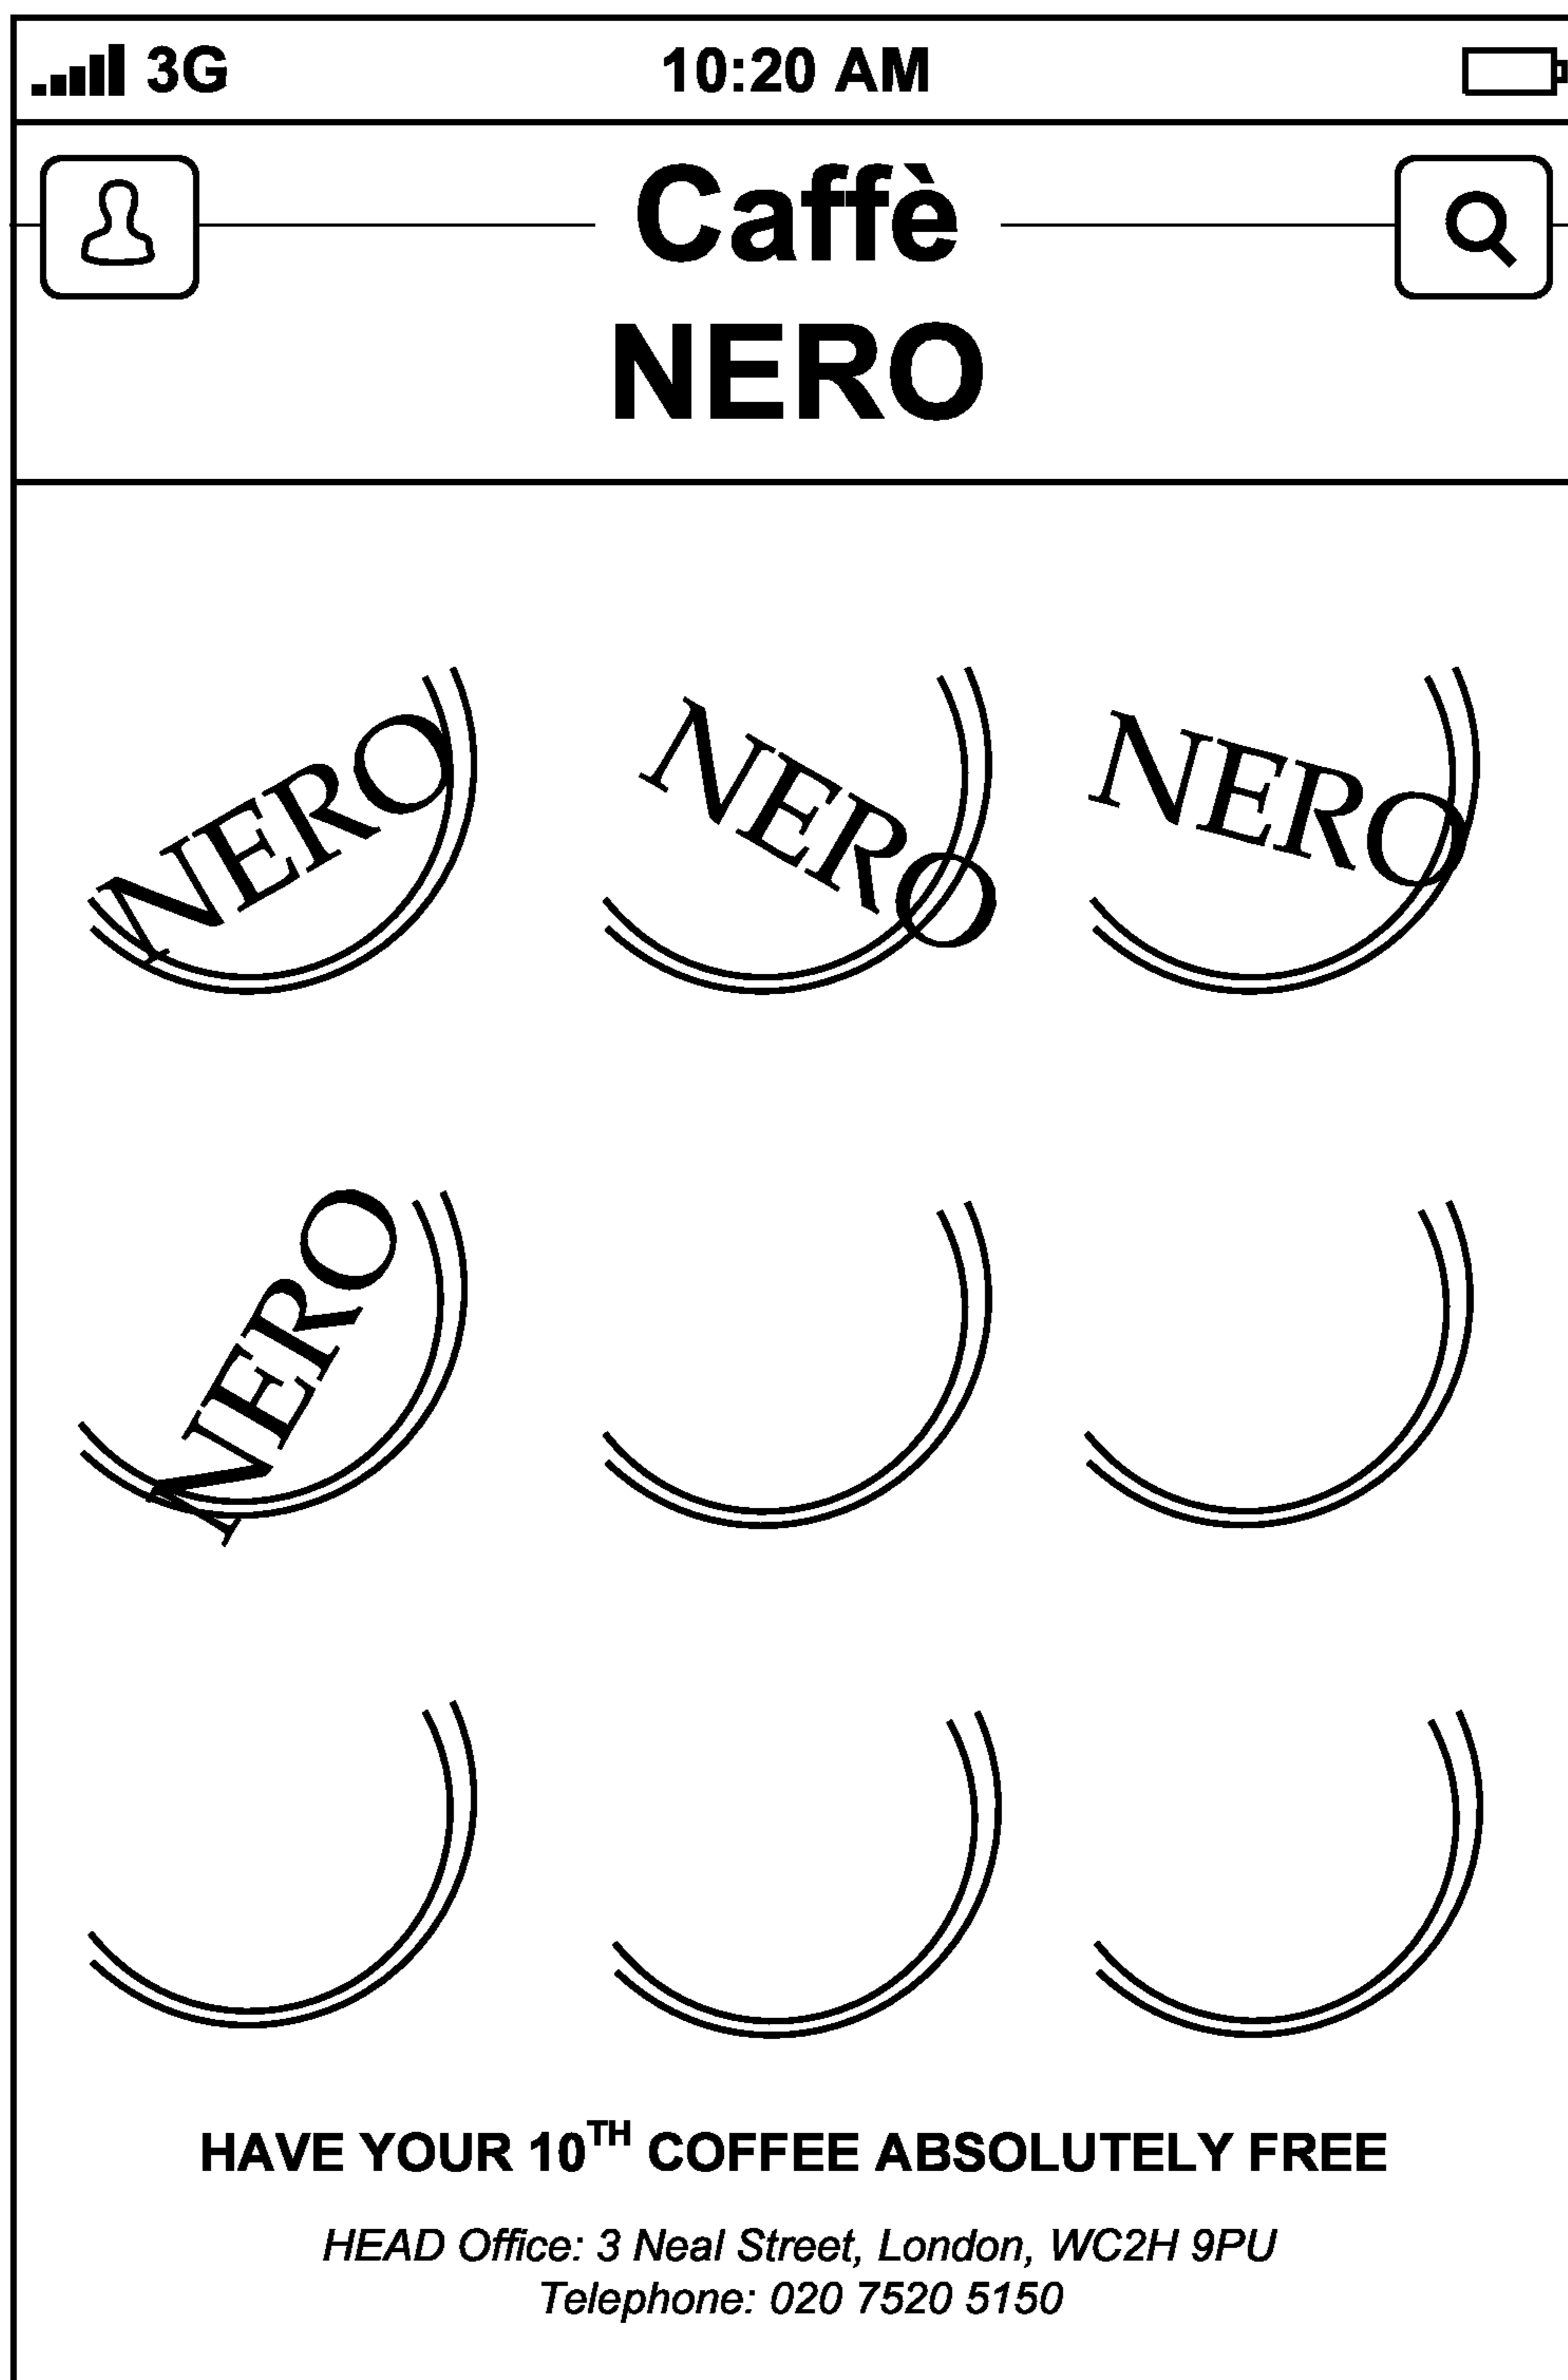 3G 10:20 AM
Caffè
NERO
NERO NERO NERO
NERO
HAVE YOUR 10TH COFFEE ABSOLUTELY FREE
HEAD Office: 3 Neal Street, London, WC2H 9PU
Telephone: 020 7520 5150